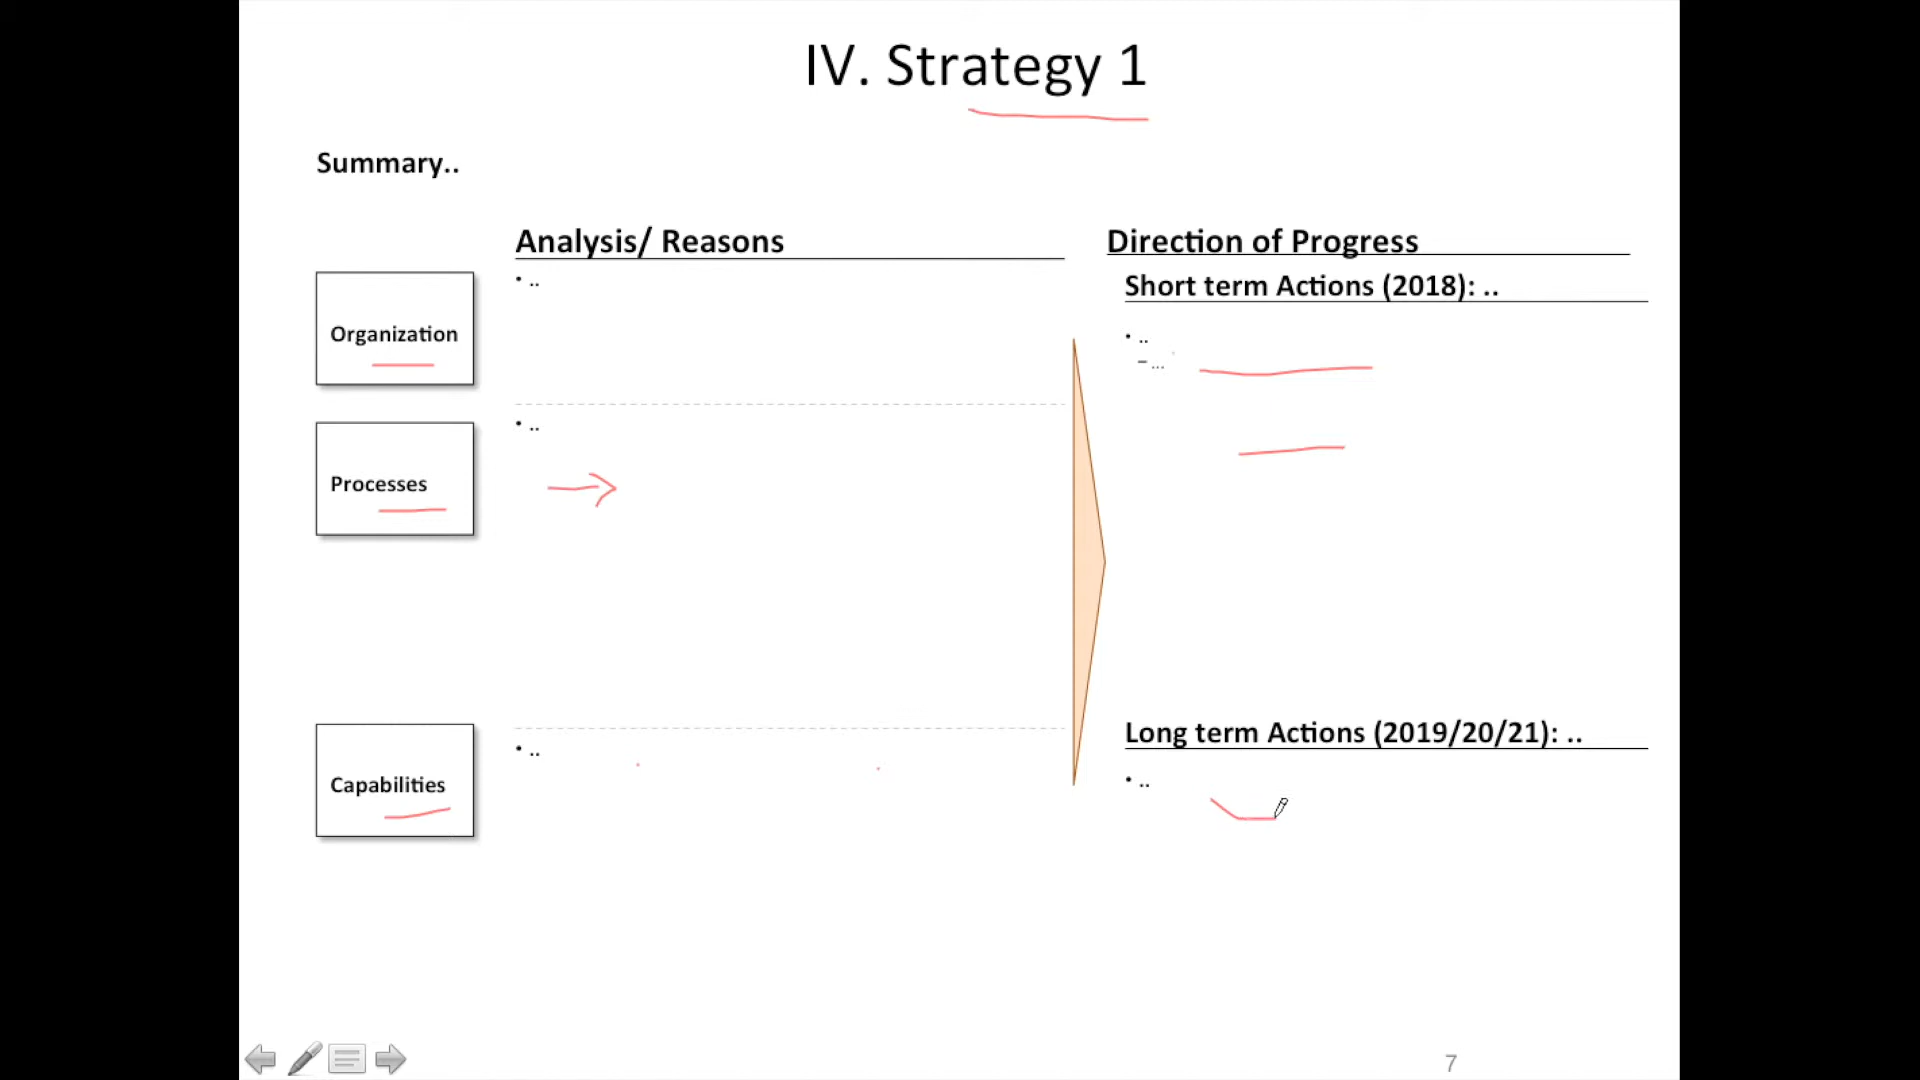 IV. Strategy 1
Summary..
Analysis/ Reasons
Direction of Progress
Short term Actions (2018): ..
Organization
• ..
• ..
– ...
Processes
• ..
Long term Actions (2019/20/21): ..
Capabilities
• ..
• ..
7